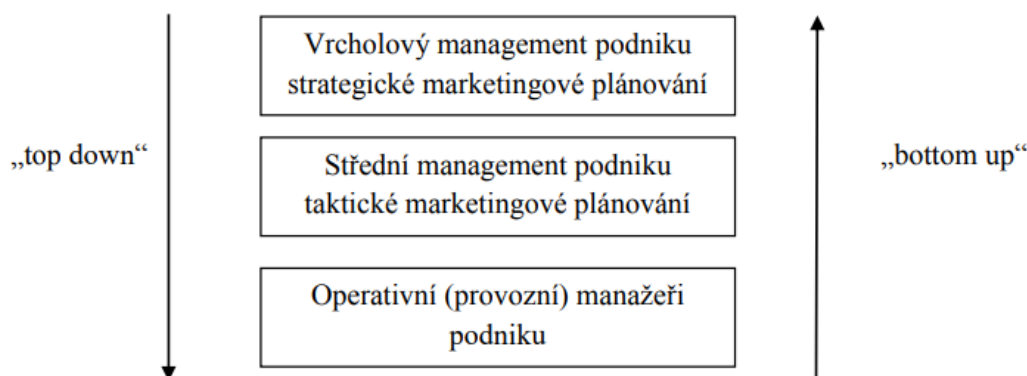 Vrcholový management podniku
strategické marketingové plánování
„top down“
„bottom up“
Střední management podniku
taktické marketingové plánování
Operativní (provozní) manažeři
podniku